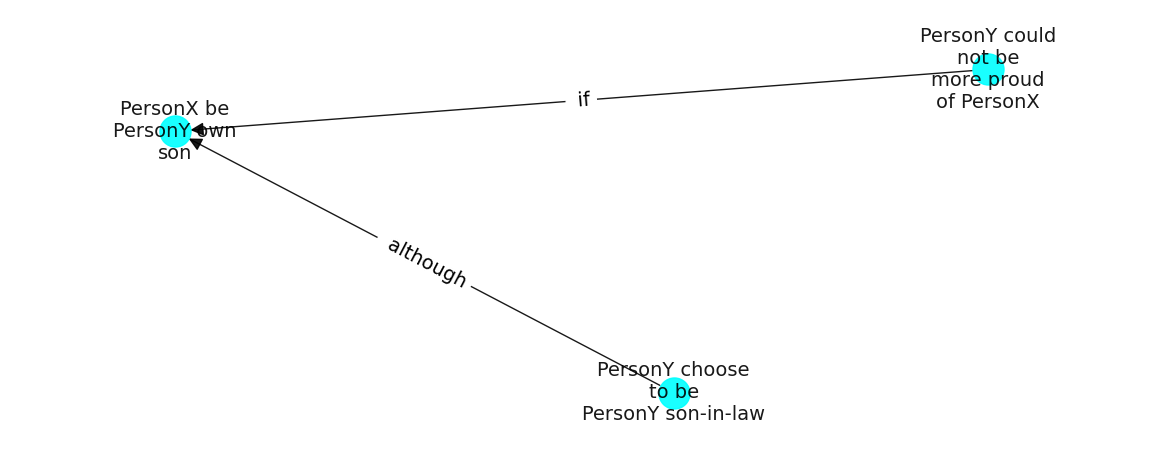 PersonY could
not be
more proud
of PersonX
if
PersonX be
PersonY own
son
although
PersonY choose
to be
PersonY son-in-law